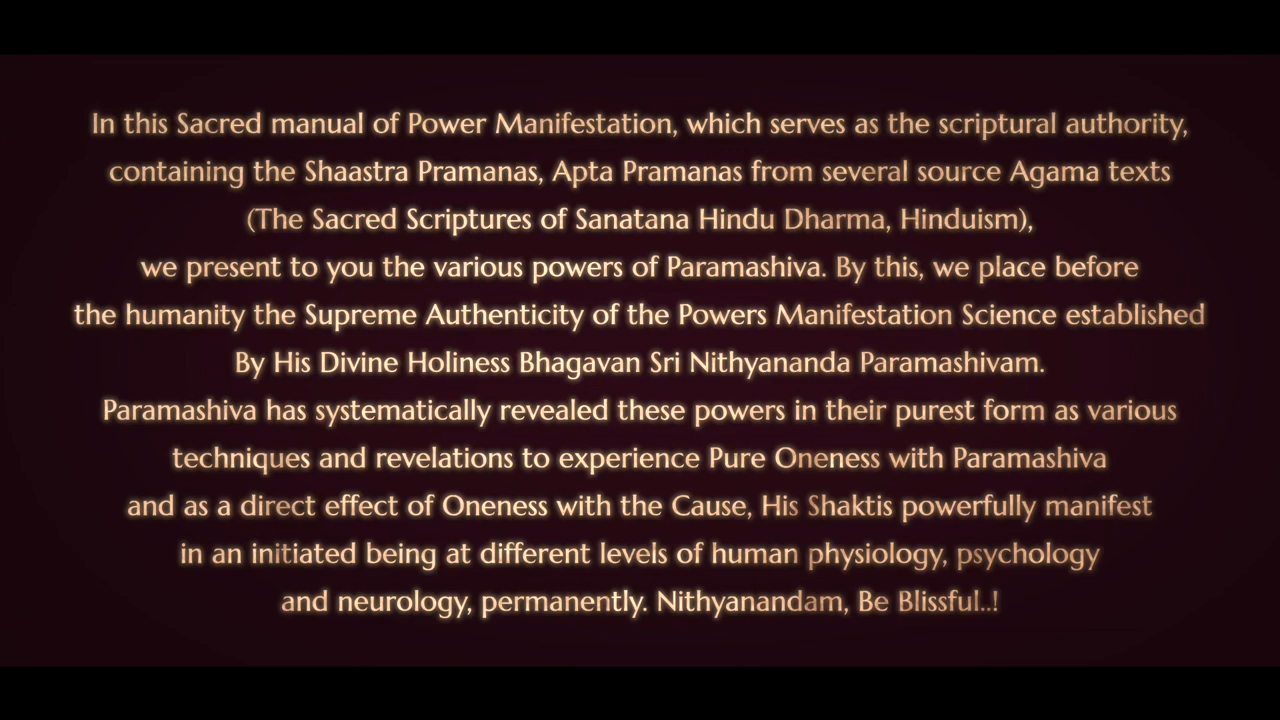 In this Sacred manual of Power Manifestation, which serves as the scriptural authority,
containing the Shaastra Pramanas, Apta Pramanas from several source Agama texts
(The Sacred Scriptures of Sanatana Hindu Dharma, Hinduism),
we present to you the various powers of Paramashiva. By this, we place before
the humanity the Supreme Authenticity of the Powers Manifestation Science established
By His Divine Holiness Bhagavan Sri Nithyananda Paramashivam.
Paramashiva has systematically revealed these powers in their purest form as various
techniques and revelations to experience Pure Oneness with Paramashiva
and as a direct effect of Oneness with the Cause, His Shaktis powerfully manifest
in an initiated being at different levels of human physiology, psychology
and neurology, permanently. Nithyanandam, Be Blissful..!